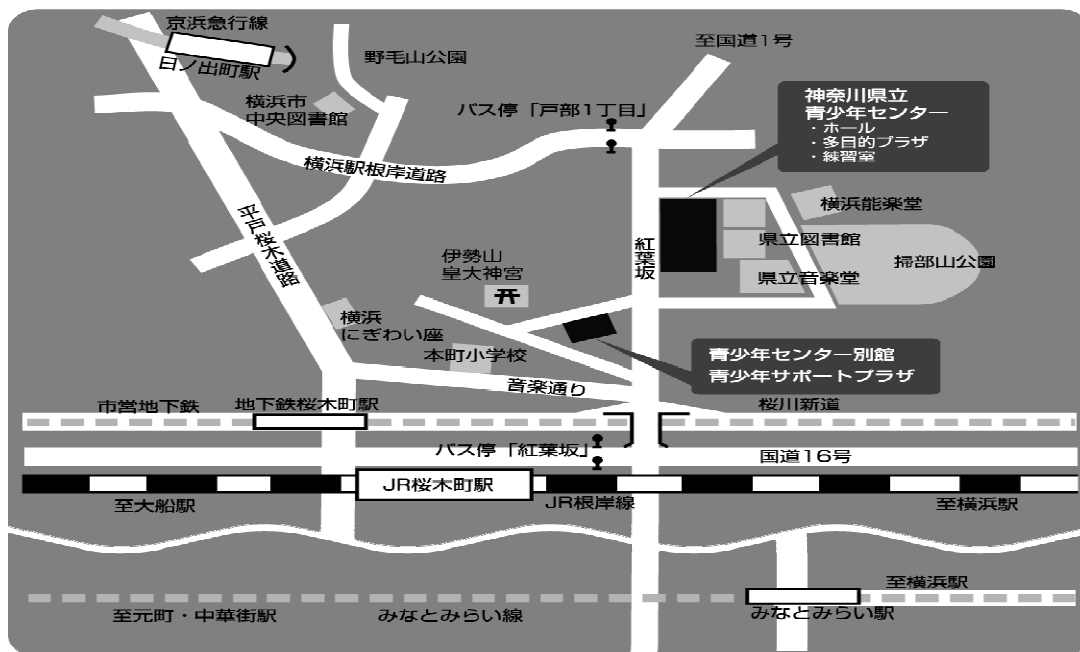 京浜急行線
日ノ出町駅
野毛山公園
至国道1号
横浜市
中央図書館
バス停「戸部1丁目」
神奈川県立
青少年センター
・ホール
・多目的プラザ
・練習室
横浜駅根岸道路
平戸桜木道路
紅葉坂
横浜能楽堂
県立図書館
掃部山公園
県立音楽堂
伊勢山
皇大神宮
横浜
にぎわい座
本町小学校
青少年センター別館
青少年サポートプラザ
音楽通り
市営地下鉄
地下鉄桜木町駅
桜川新道
バス停「紅葉坂」
国道16号
JR桜木町駅
至大船駅
JR根岸線
至横浜駅
至横浜駅
至元町・中華街駅
みなとみらい線
みなとみらい駅